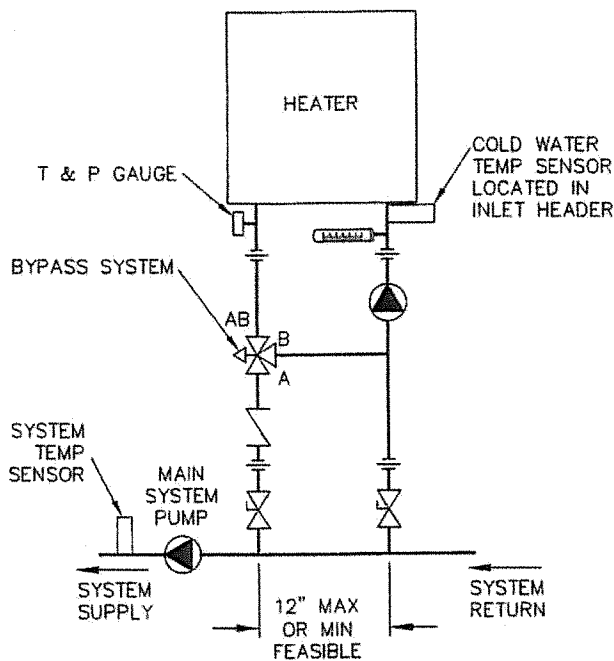 HEATER
T & P GAUGE
COLD WATER
TEMP SENSOR
LOCATED IN
INLET HEADER
BYPASS SYSTEM
AB
B
A
SYSTEM
TEMP
SENSOR
MAIN
SYSTEM
PUMP
SYSTEM
SUPPLY
12" MAX
OR MIN
FEASIBLE
SYSTEM
RETURN